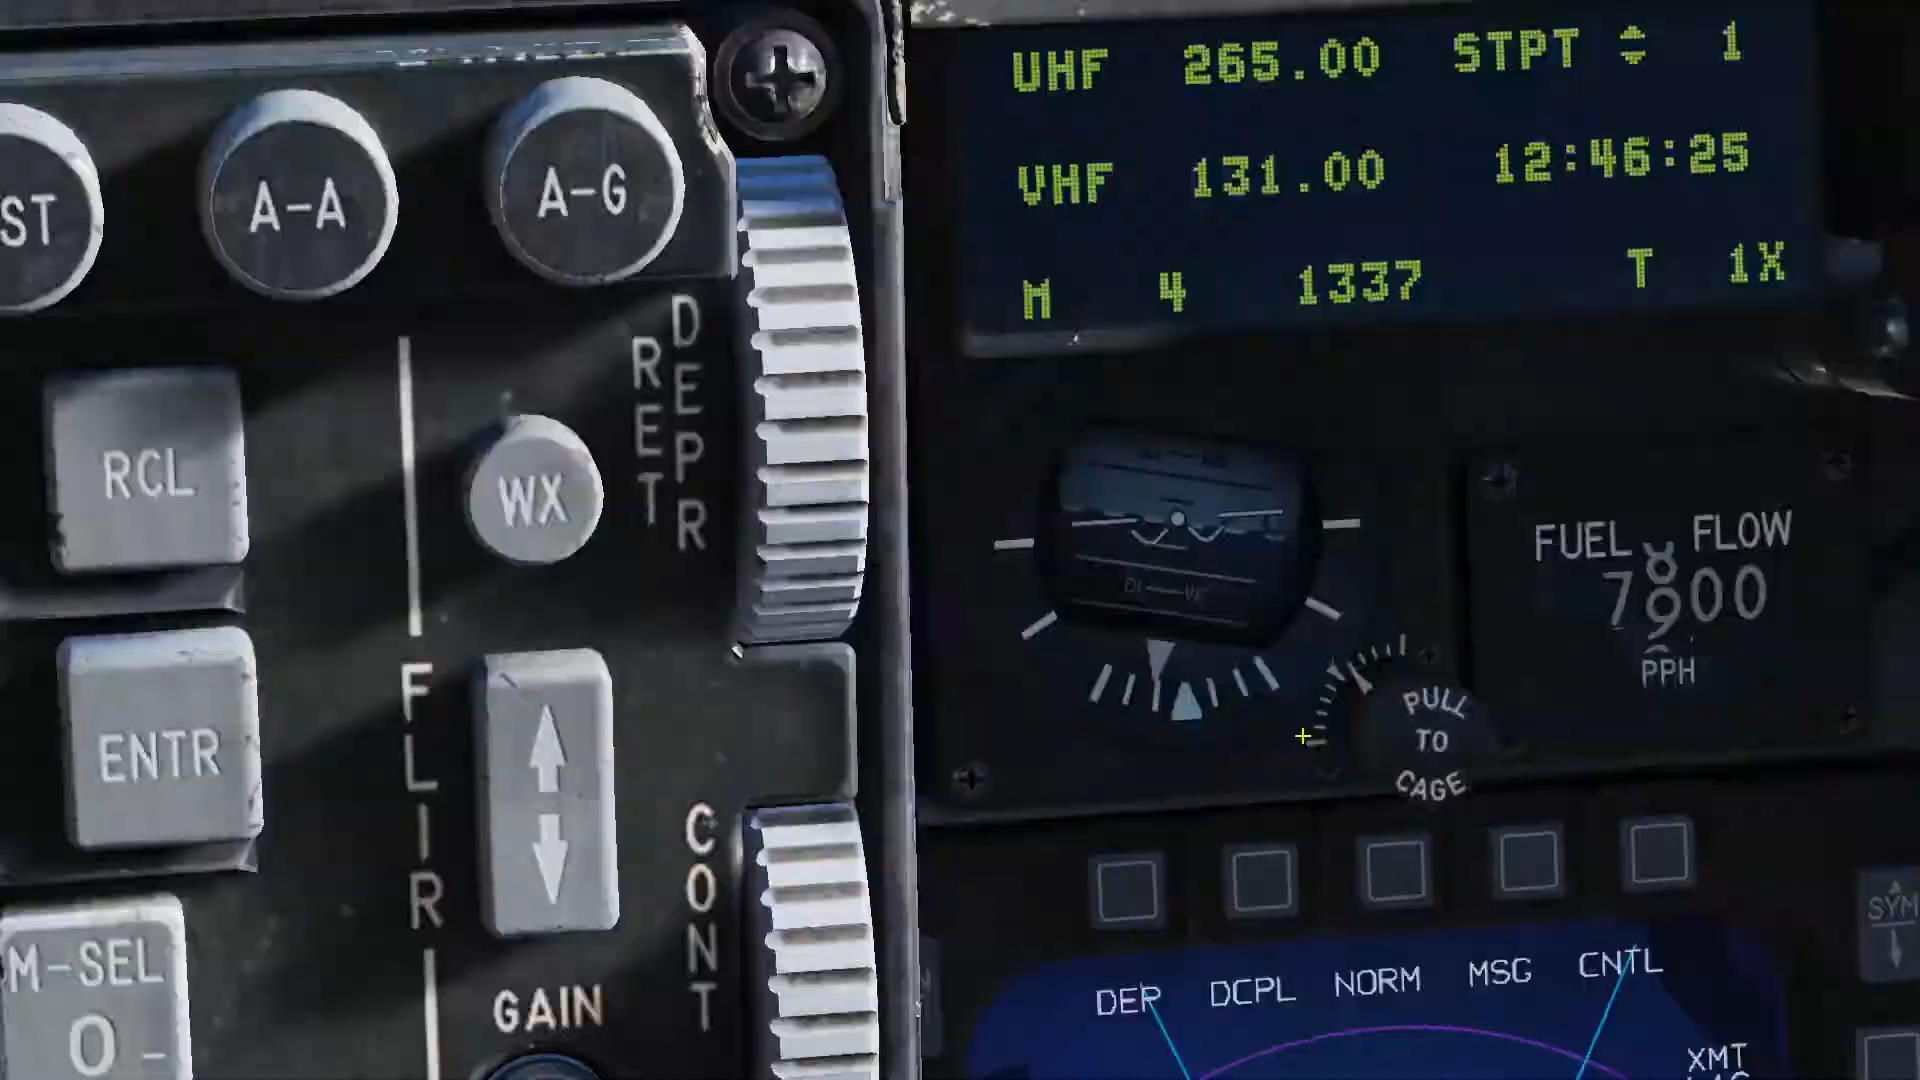 UHF 265.00 STPT 1
VHF 131.00 12:46:25
M 4 1337 T 1X
ST
A-A
A-G
RET
DEPR
RCL
WX
ENTR
FLIR
CONT
M-SEL
0 -
GAIN
FUEL FLOW
7900
PPH
PULL
TO
CAGE
DEP DCPL NORM MSG CNTL
SYM
XMT